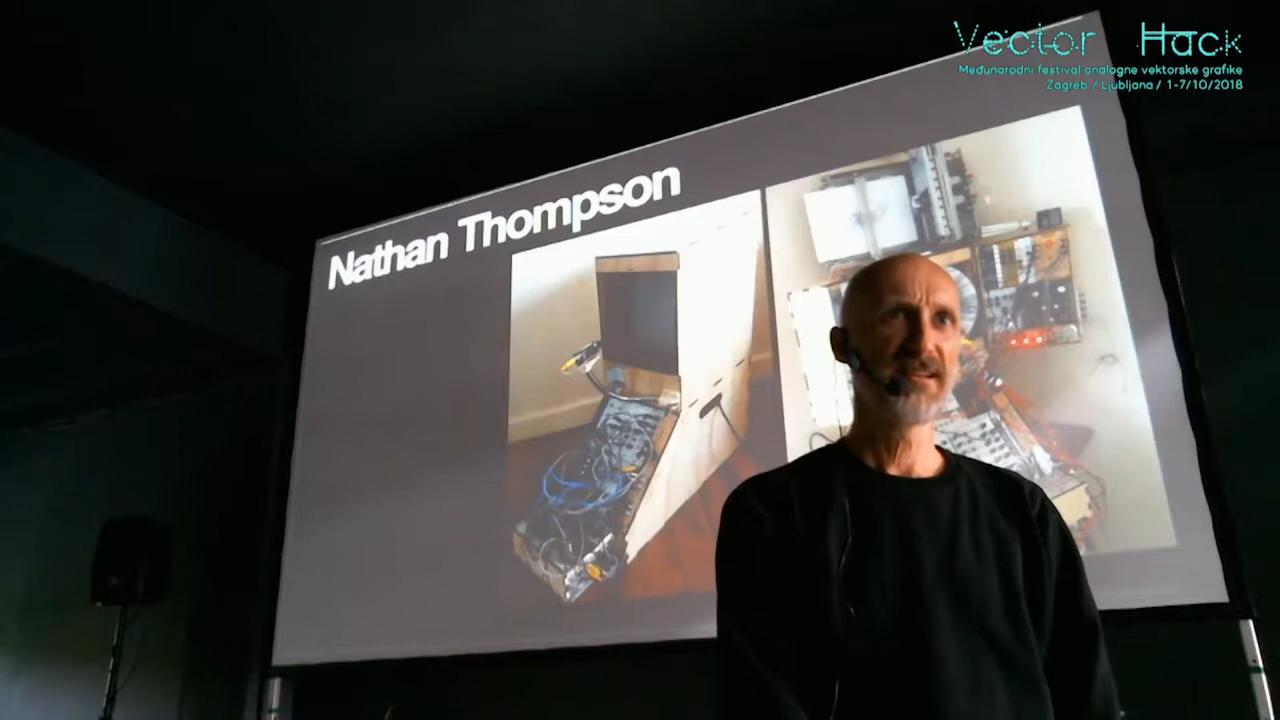 Vector Hack
Međunarodni festival analogne vektorske grafike
Zagreb / Ljubljana / 1-7/10/2018
Nathan Thompson